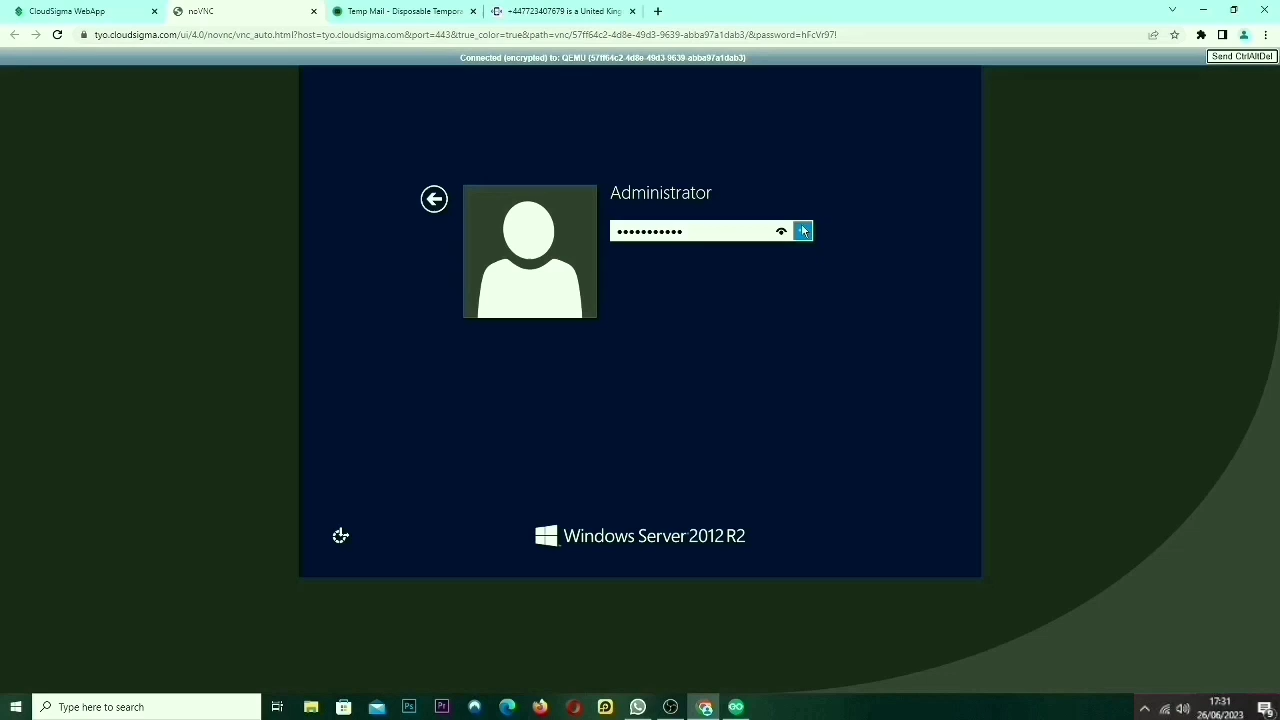 CloudSigma WebApp
noVNC
Temp Mail - Disposable Tempora
+447723407679 is a United King
tyo.cloudsigma.com/ui/4.0/novnc/vnc_auto.html?host=tyo.cloudsigma.com&port=443&true_color=true&path=vnc/57ff64c2-4d8e-49d3-9639-abba97a1dab3/&password=hFcVr97!
Connected (encrypted) to: QEMU (57ff64c2-4d8e-49d3-9639-abba97a1dab3)
Send CtrlAltDel
Administrator
Windows Server 2012 R2
Type here to search
Ps
Pr
17:31
26/06/2023